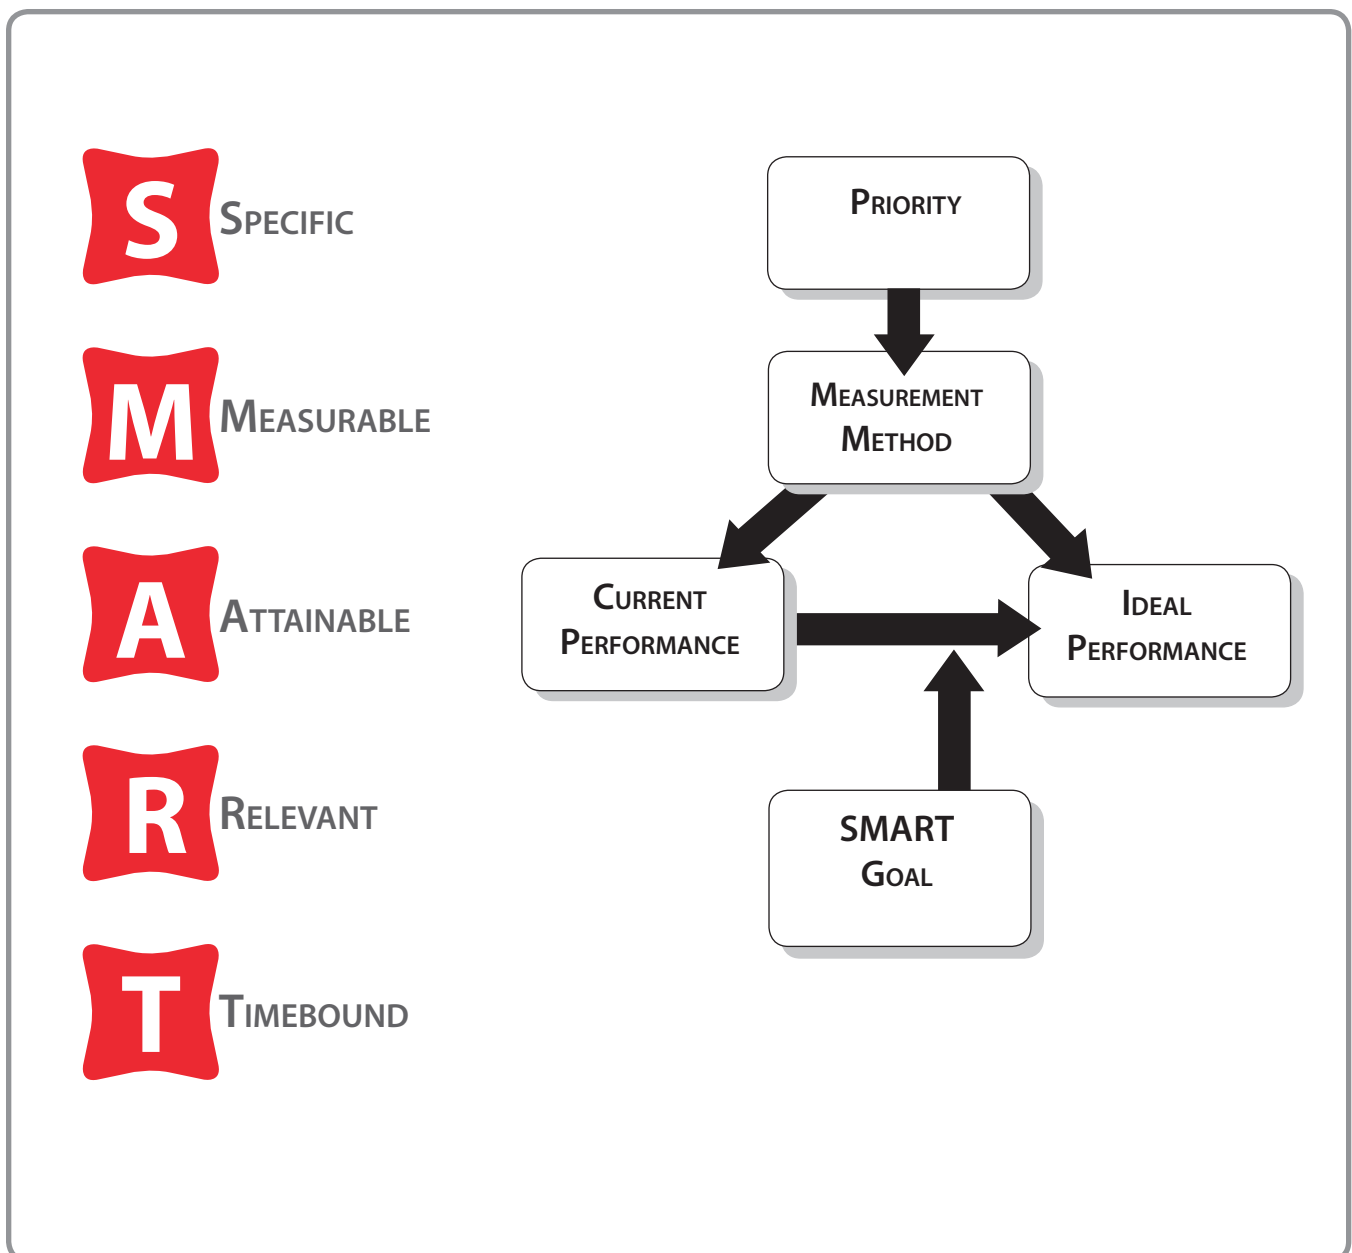 S Specific
M Measurable
A Attainable
R Relevant
T Timebound
Priority
Measurement
Method
Current
Performance
Ideal
Performance
SMART
Goal